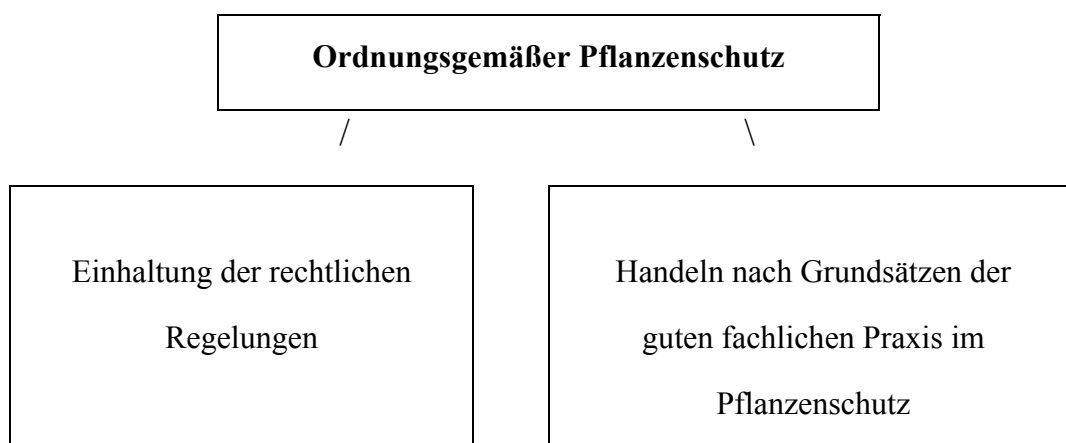 Ordnungsgemäßer Pflanzenschutz
/ \
Einhaltung der rechtlichen
Regelungen
Handeln nach Grundsätzen der
guten fachlichen Praxis im
Pflanzenschutz